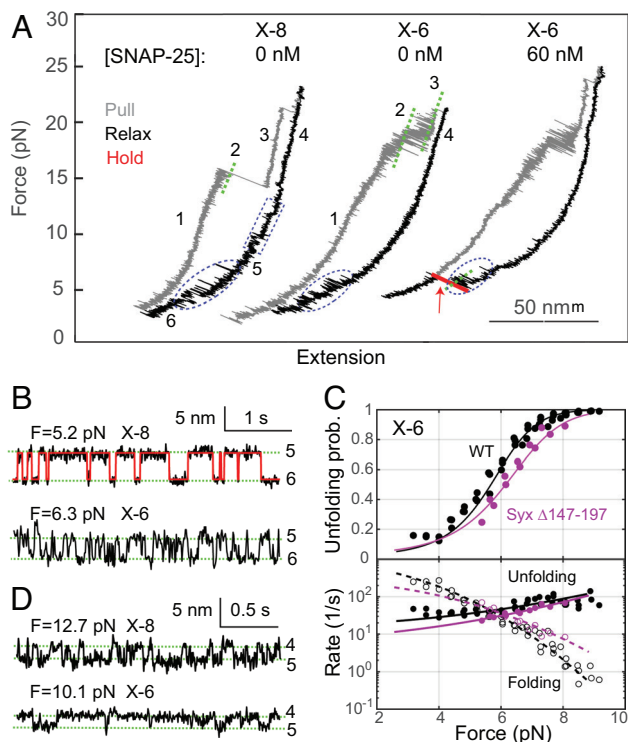 A
30
25
20
15
10
5
0
Force (pN)
X-8 X-6 X-6
[SNAP-25]: 0 nM 0 nM 60 nM
Pull
Relax
Hold
1 2 3 4 5 6
1 2 3 4
50 nmm
Extension
B
5 nm 1 s
F=5.2 pN X-8
5
6
F=6.3 pN X-6
5
6
D
5 nm 0.5 s
F=12.7 pN X-8
4
5
F=10.1 pN X-6
4
5
C
X-6
1
0.8
0.6
0.4
0.2
0
Unfolding prob.
WT
Syx Δ147-197
10²
10¹
10⁰
10⁻¹
Rate (1/s)
Unfolding
Folding
2 4 6 8 10
Force (pN)